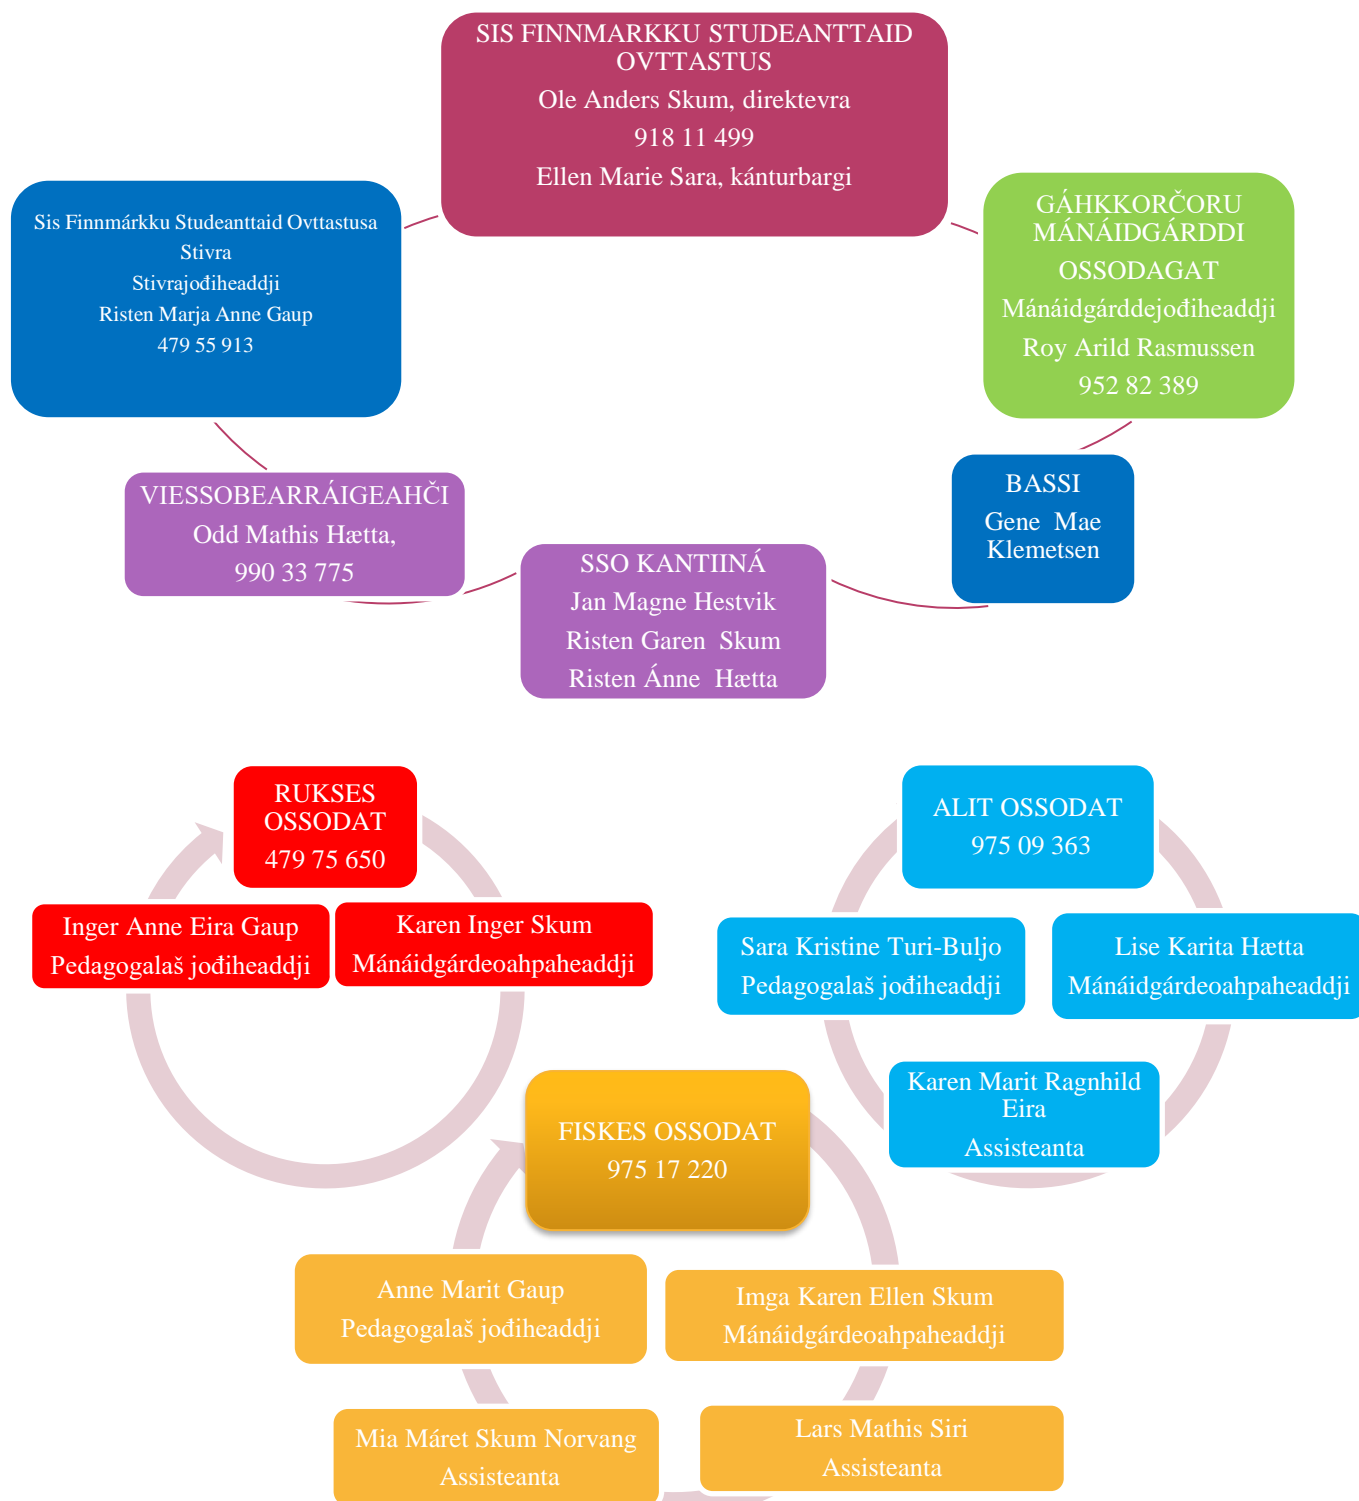 SIS FINNMARKKU STUDEANTTAID
OVTTASTUS
Ole Anders Skum, direktevra
918 11 499
Ellen Marie Sara, kánturbargi
Sis Finnmárkku Studeanttaid Ovttastusa
Stivra
Stivrajođiheaddji
Risten Marja Anne Gaup
479 55 913
GÁHKKORČORU
MÁNÁIDGÁRDDI
OSSODAGAT
Mánáidgárddejođiheaddji
Roy Arild Rasmussen
952 82 389
VIESSOBEARRÁIGEAHČI
Odd Mathis Hætta,
990 33 775
BASSI
Gene Mae
Klemetsen
SSO KANTIINÁ
Jan Magne Hestvik
Risten Garen Skum
Risten Ánne Hætta
RUKSES
OSSODAT
479 75 650
Inger Anne Eira Gaup
Pedagogalaš jođiheaddji
Karen Inger Skum
Mánáidgárdeoahpaheaddji
ALIT OSSODAT
975 09 363
Sara Kristine Turi-Buljo
Pedagogalaš jođiheaddji
Lise Karita Hætta
Mánáidgárdeoahpaheaddji
Karen Marit Ragnhild
Eira
Assisteanta
FISKES OSSODAT
975 17 220
Anne Marit Gaup
Pedagogalaš jođiheaddji
Imga Karen Ellen Skum
Mánáidgárdeoahpaheaddji
Mia Máret Skum Norvang
Assisteanta
Lars Mathis Siri
Assisteanta